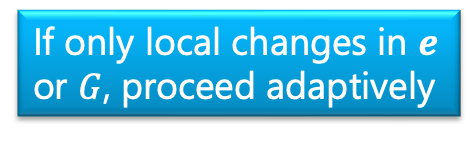 If only local changes in e
or G, proceed adaptively